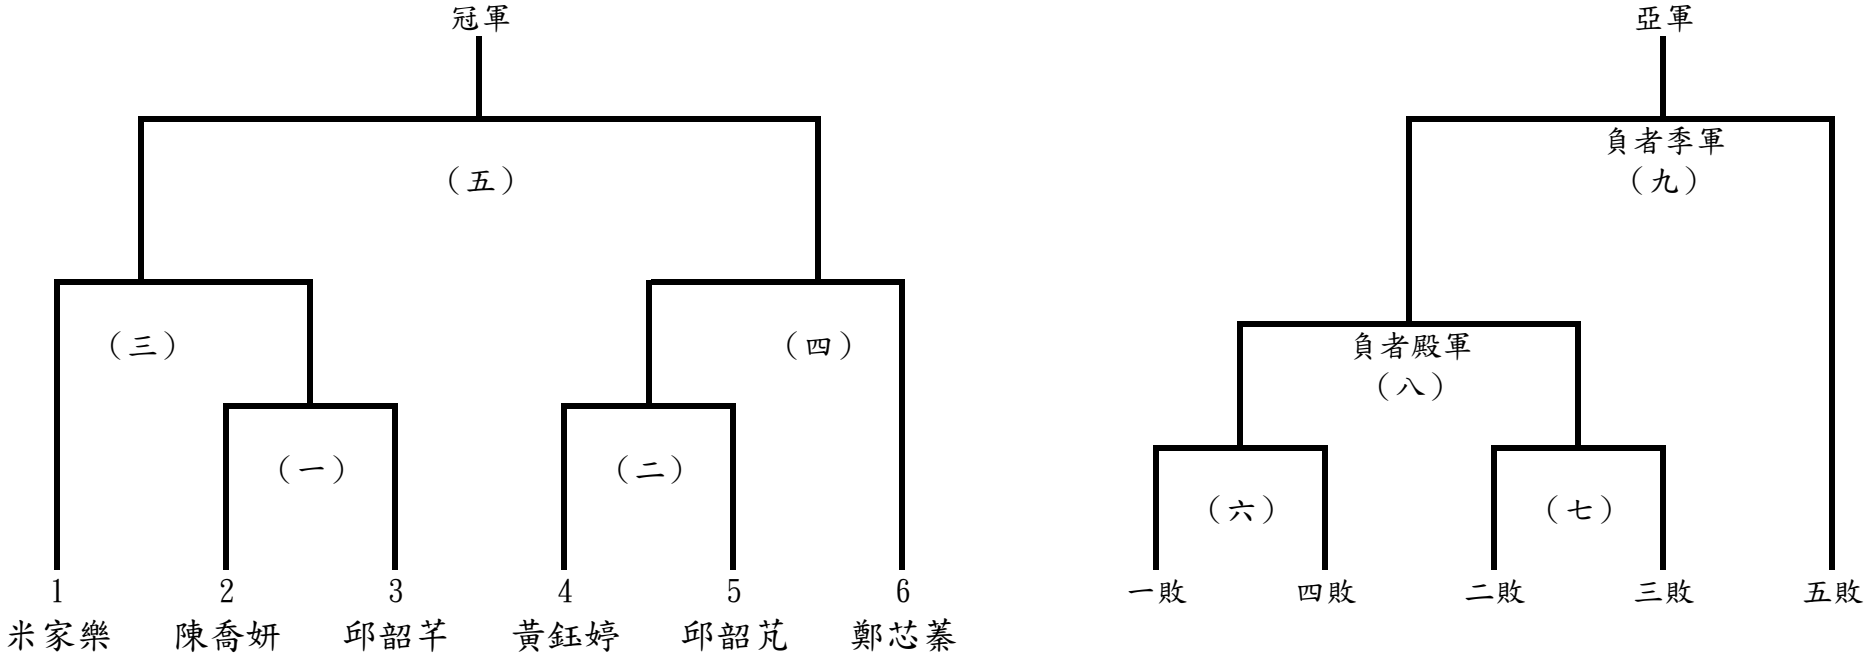 冠軍
亞軍
負者季軍
（五）
（九）
（三）
（四）
負者殿軍
（八）
（一）
（二）
（六）
（七）
1 2 3 4 5 6
一敗 四敗 二敗 三敗 五敗
米家樂 陳喬妍 邱韶芊 黃鈺婷 邱韶芃 鄭芯蓁